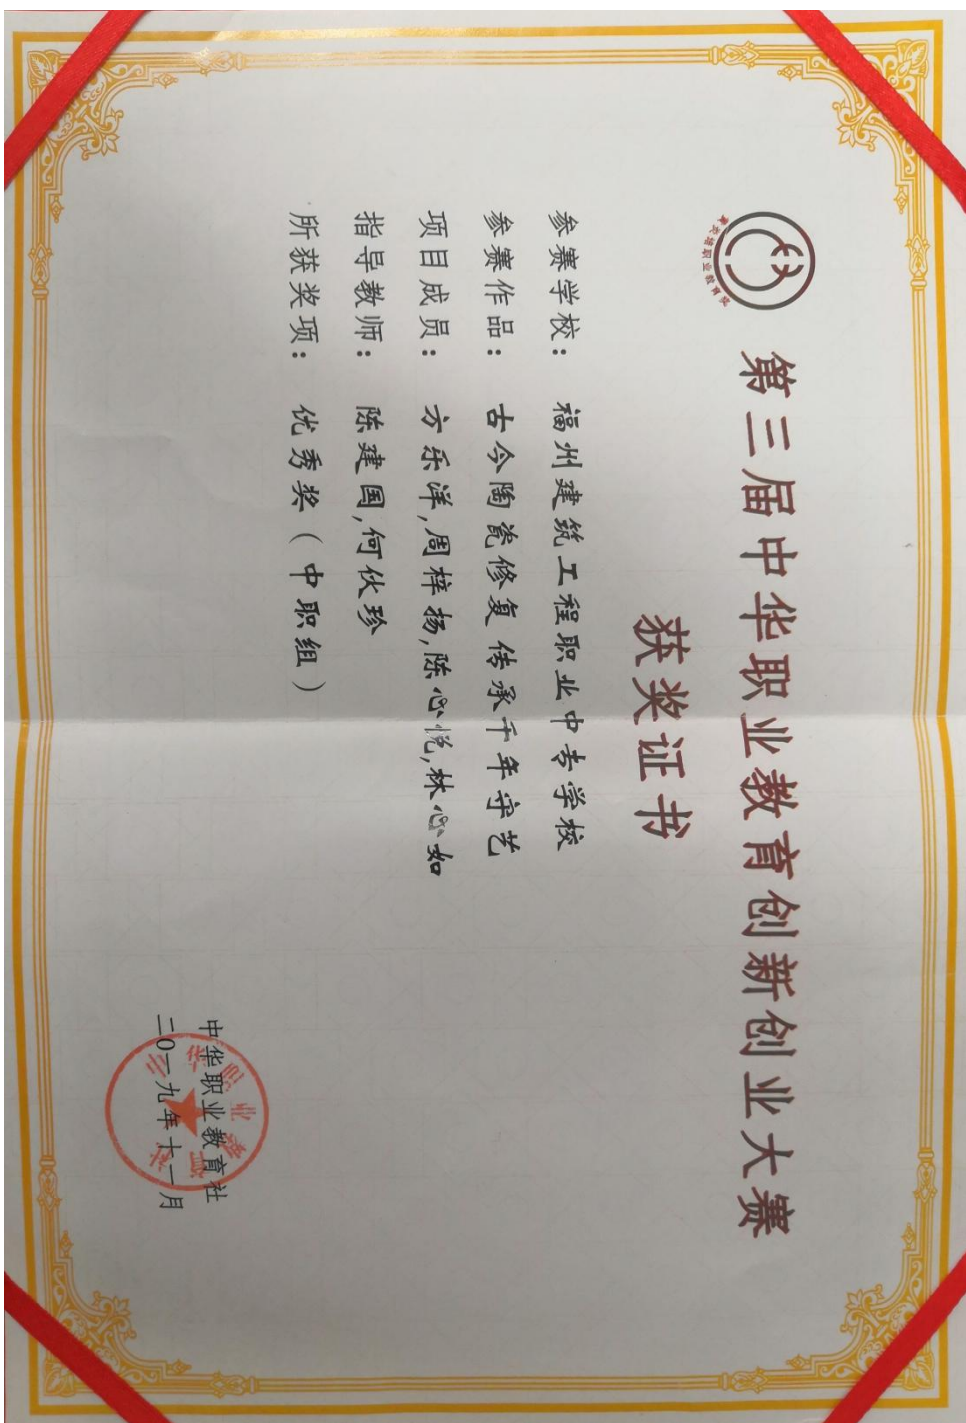 第三届中华职业教育创新创业大赛
获奖证书
参赛学校：福州建筑工程职业中专学校
参赛作品：古今陶瓷修复 传承千年守艺
项目成员：方乐洋,周梓扬,陈心悦,林心如
指导教师：陈建国,何伙珍
所获奖项：优秀奖（中职组）
中华职业教育社
二0一九年十一月